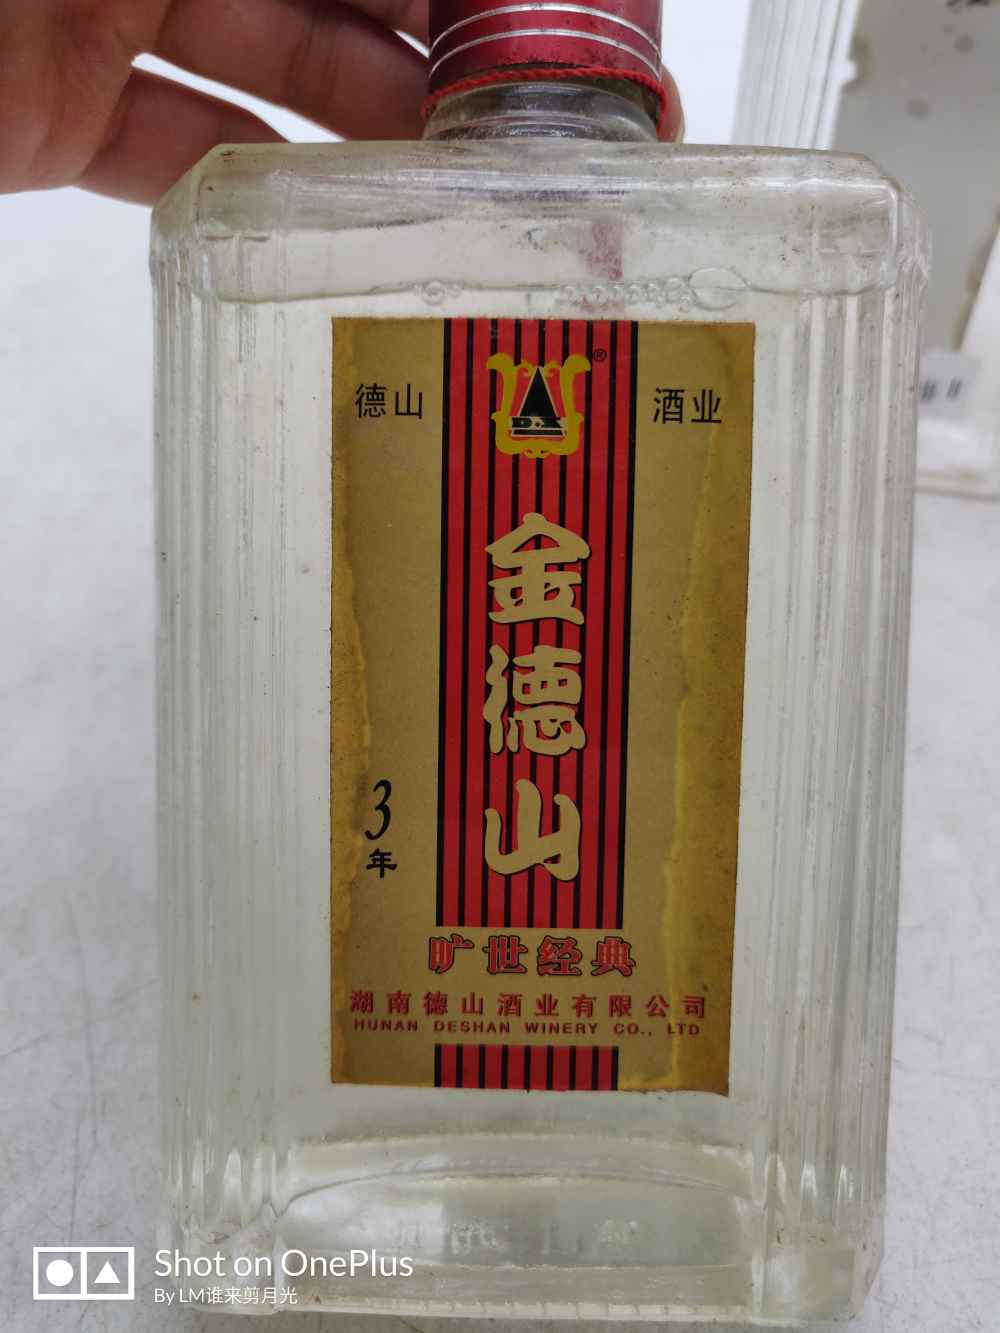 德山 酒业
®
D.S
金德山
3年
旷世经典
湖南德山酒业有限公司
HUNAN DESHAN WINERY CO., LTD
Shot on OnePlus
By LM谁来剪月光